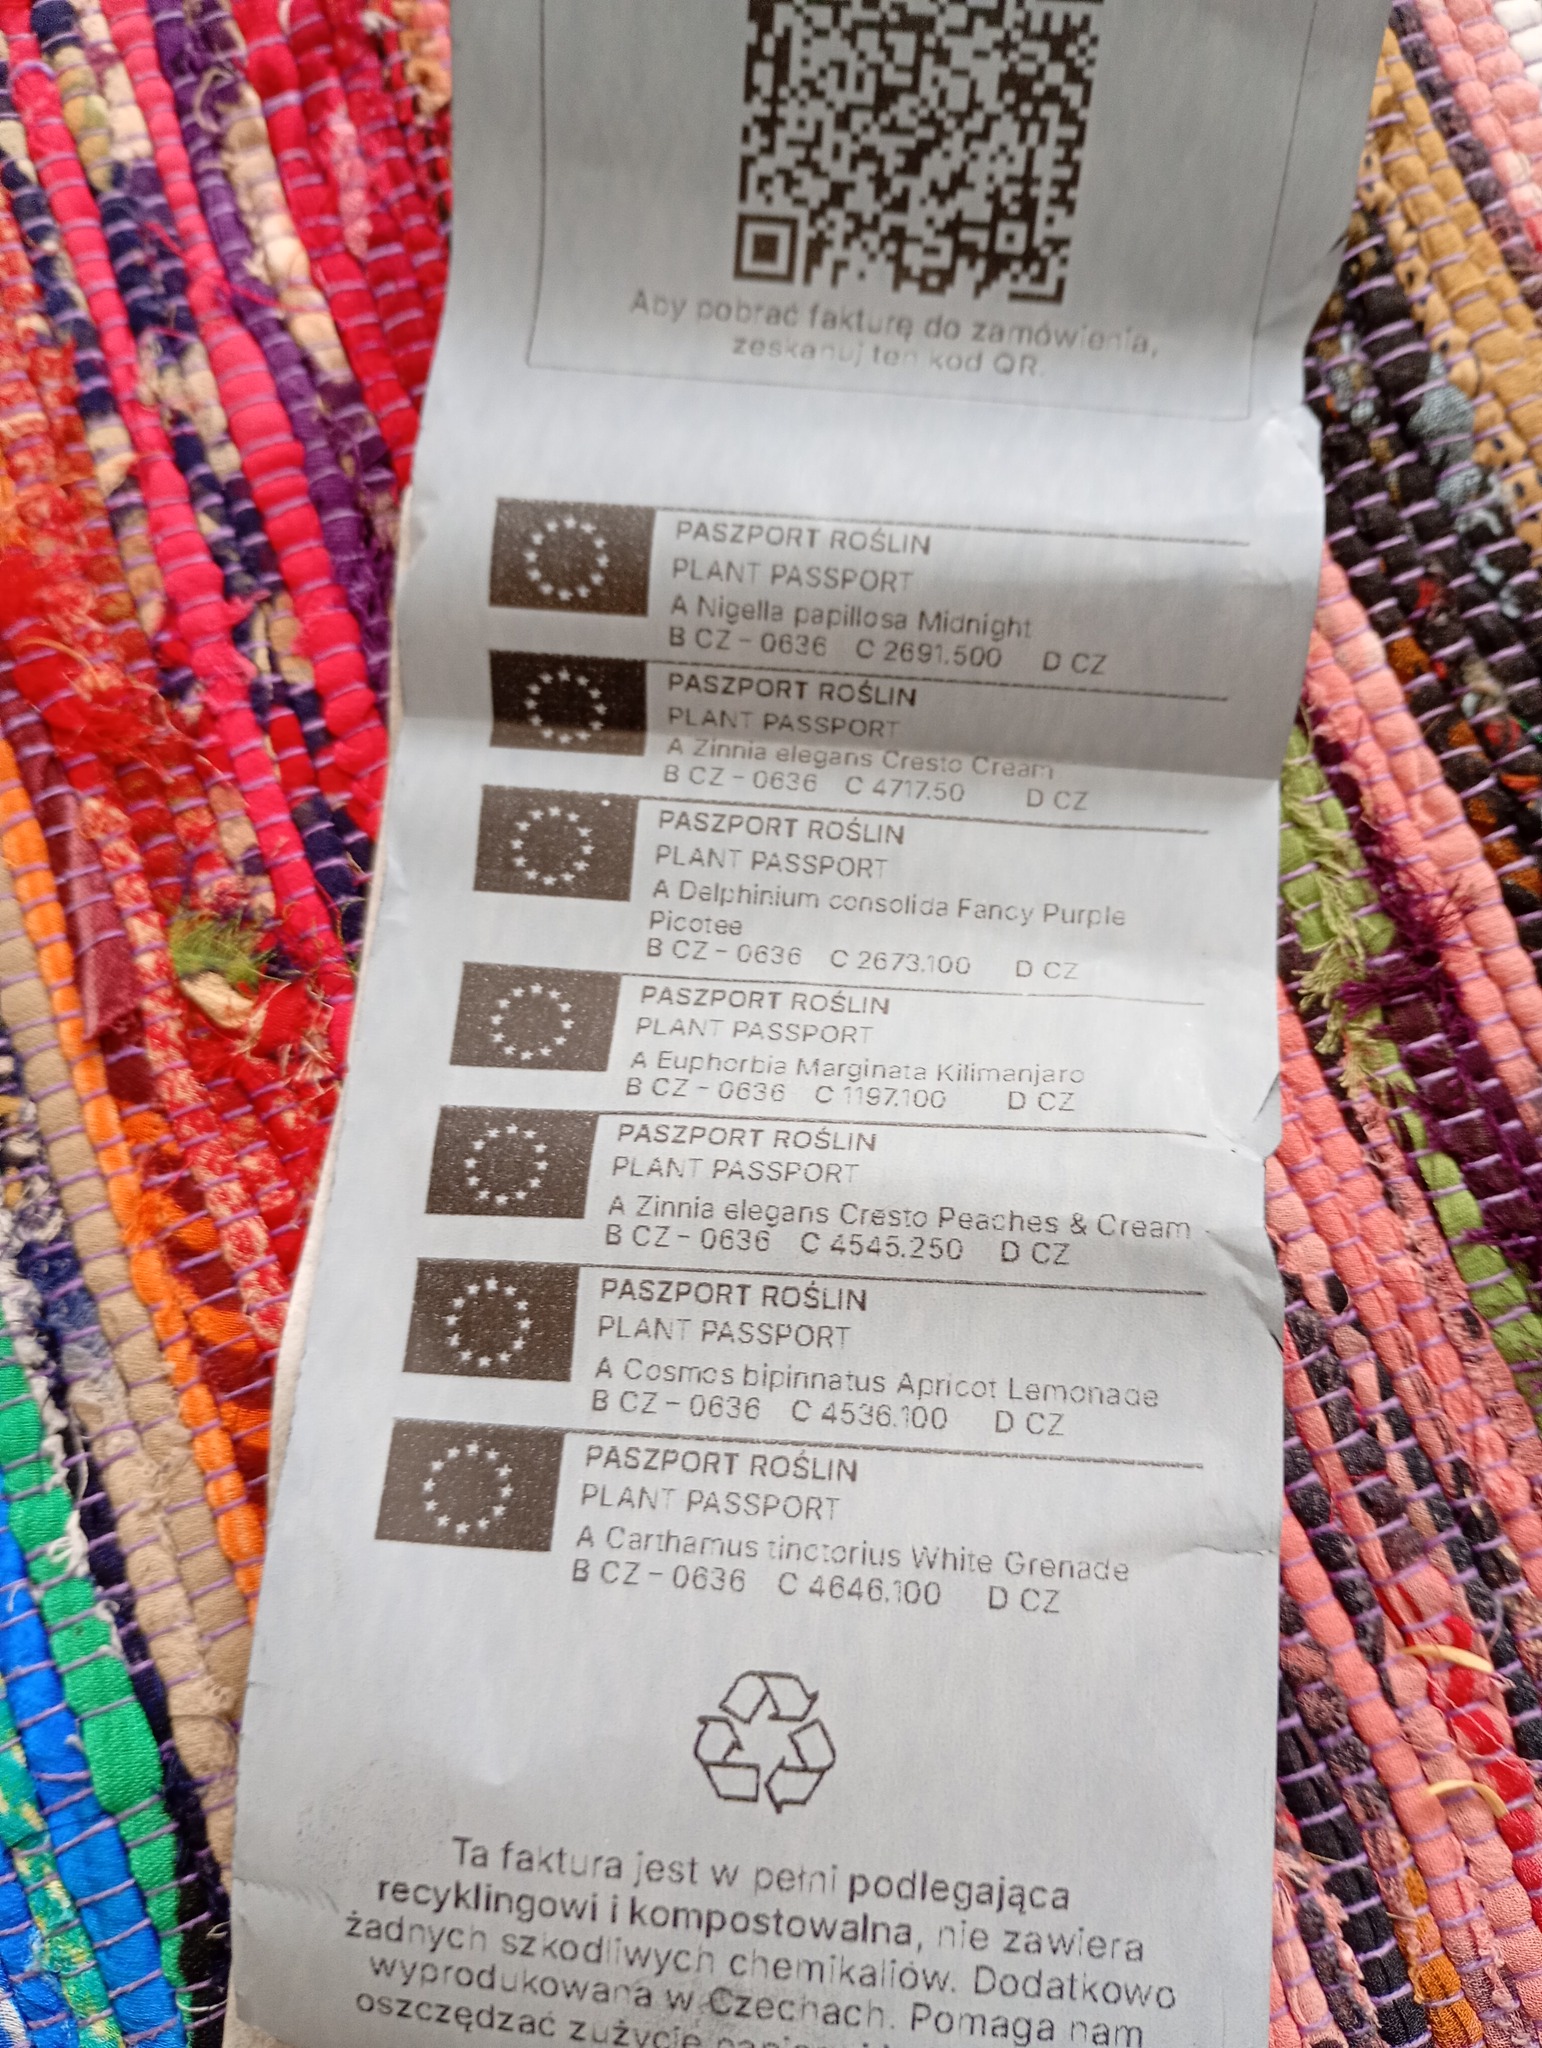 Aby pobrać fakturę do zamówienia,
zeskanuj ten kod QR.
PASZPORT ROŚLIN
PLANT PASSPORT
A Nigella papillosa Midnight
B CZ - 0636 C 2691.500 D CZ
PASZPORT ROŚLIN
PLANT PASSPORT
A Zinnia elegans Cresto Cream
B CZ - 0636 C 4717.50 D CZ
PASZPORT ROŚLIN
PLANT PASSPORT
A Delphinium consolida Fancy Purple
Picotee
B CZ - 0636 C 2673.100 D CZ
PASZPORT ROŚLIN
PLANT PASSPORT
A Euphorbia Marginata Kilimanjaro
B CZ - 0636 C 1197.100 D CZ
PASZPORT ROŚLIN
PLANT PASSPORT
A Zinnia elegans Cresto Peaches & Cream -
B CZ - 0636 C 4545.250 D CZ
PASZPORT ROŚLIN
PLANT PASSPORT
A Cosmos bipinnatus Apricot Lemonade
B CZ - 0636 C 4536.100 D CZ
PASZPORT ROŚLIN
PLANT PASSPORT
A Carthamus tinctorius White Grenade
B CZ - 0636 C 4646.100 D CZ
Ta faktura jest w pełni podlegająca
recyklingowi i kompostowalna, nie zawiera
żadnych szkodliwych chemikaliów. Dodatkowo
wyprodukowana w Czechach. Pomaga nam
oszczędzać zużycie